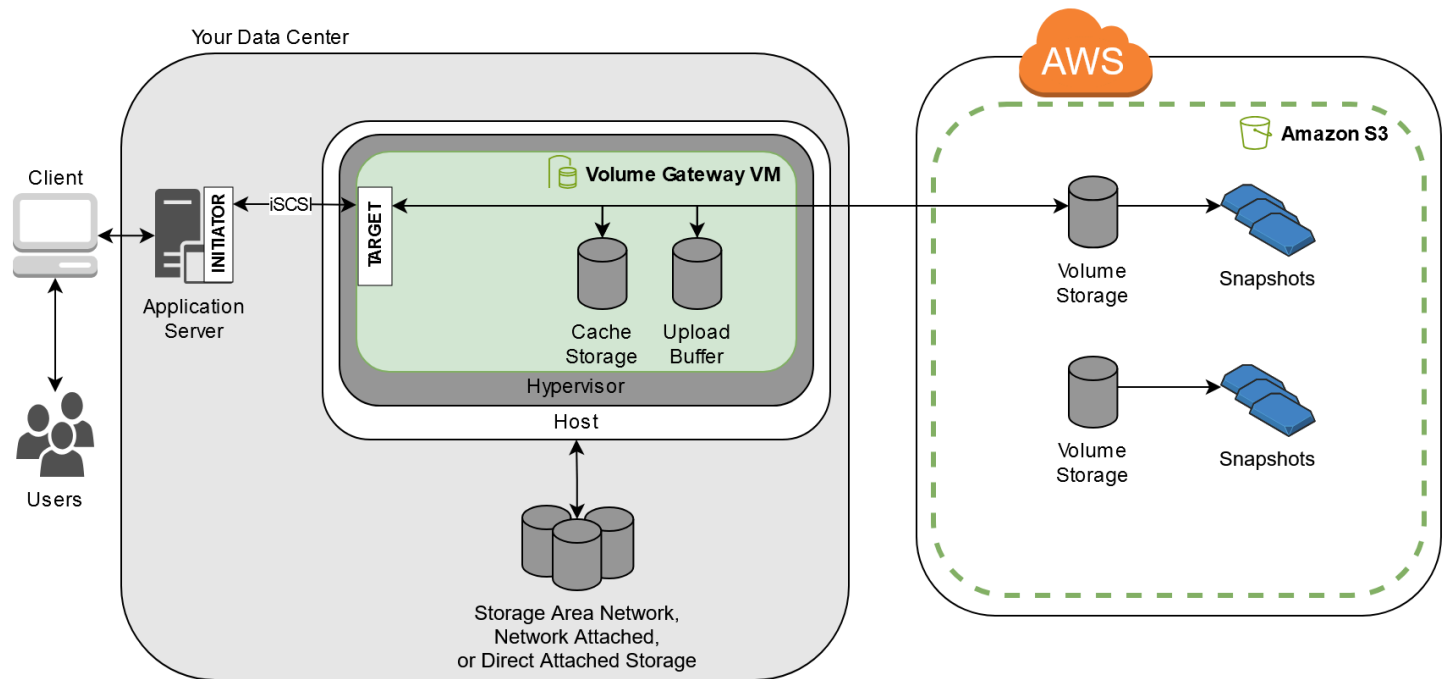 Your Data Center
AWS
Amazon S3
Client
INITIATOR
iSCSI
TARGET
Volume Gateway VM
Application
Server
Cache
Storage
Upload
Buffer
Hypervisor
Host
Users
Storage Area Network,
Network Attached,
or Direct Attached Storage
Volume
Storage
Snapshots
Volume
Storage
Snapshots